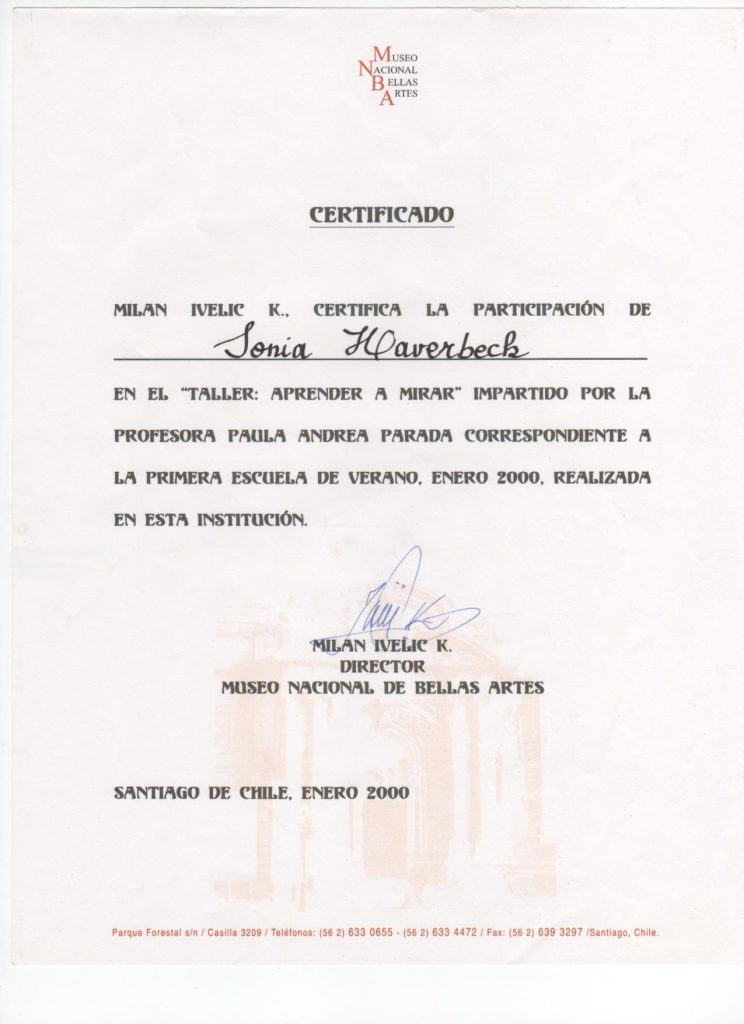 MUSEO
NACIONAL
BELLAS
ARTES
CERTIFICADO
MILAN IVELIC K., CERTIFICA LA PARTICIPACIÓN DE
Sonia Haverbeck
EN EL "TALLER: APRENDER A MIRAR" IMPARTIDO POR LA
PROFESORA PAULA ANDREA PARADA CORRESPONDIENTE A
LA PRIMERA ESCUELA DE VERANO, ENERO 2000, REALIZADA
EN ESTA INSTITUCIÓN.
MILAN IVELIC K.
DIRECTOR
MUSEO NACIONAL DE BELLAS ARTES
SANTIAGO DE CHILE, ENERO 2000
Parque Forestal s/n / Casilla 3209 / Teléfonos: (56 2) 633 0655 - (56 2) 633 4472 / Fax: (56 2) 639 3297 /Santiago, Chile.